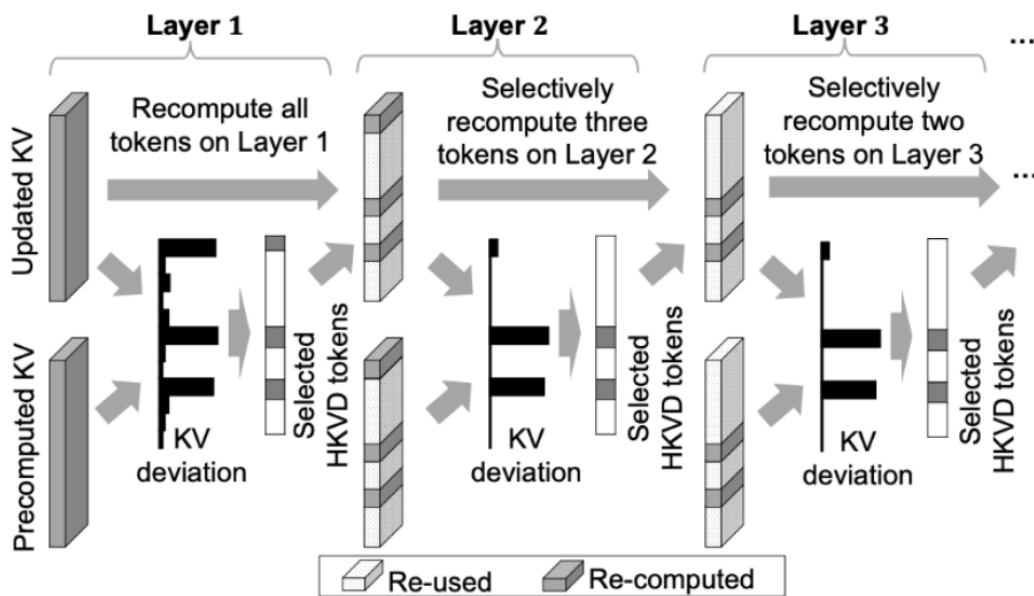 Layer 1
Layer 2
Layer 3
...
Recompute all
tokens on Layer 1
Selectively
recompute three
tokens on Layer 2
Selectively
recompute two
tokens on Layer 3
...
Updated KV
Precomputed KV
KV
deviation
Selected
HKVD tokens
KV
deviation
Selected
HKVD tokens
KV
deviation
Selected
HKVD tokens
Re-used
Re-computed